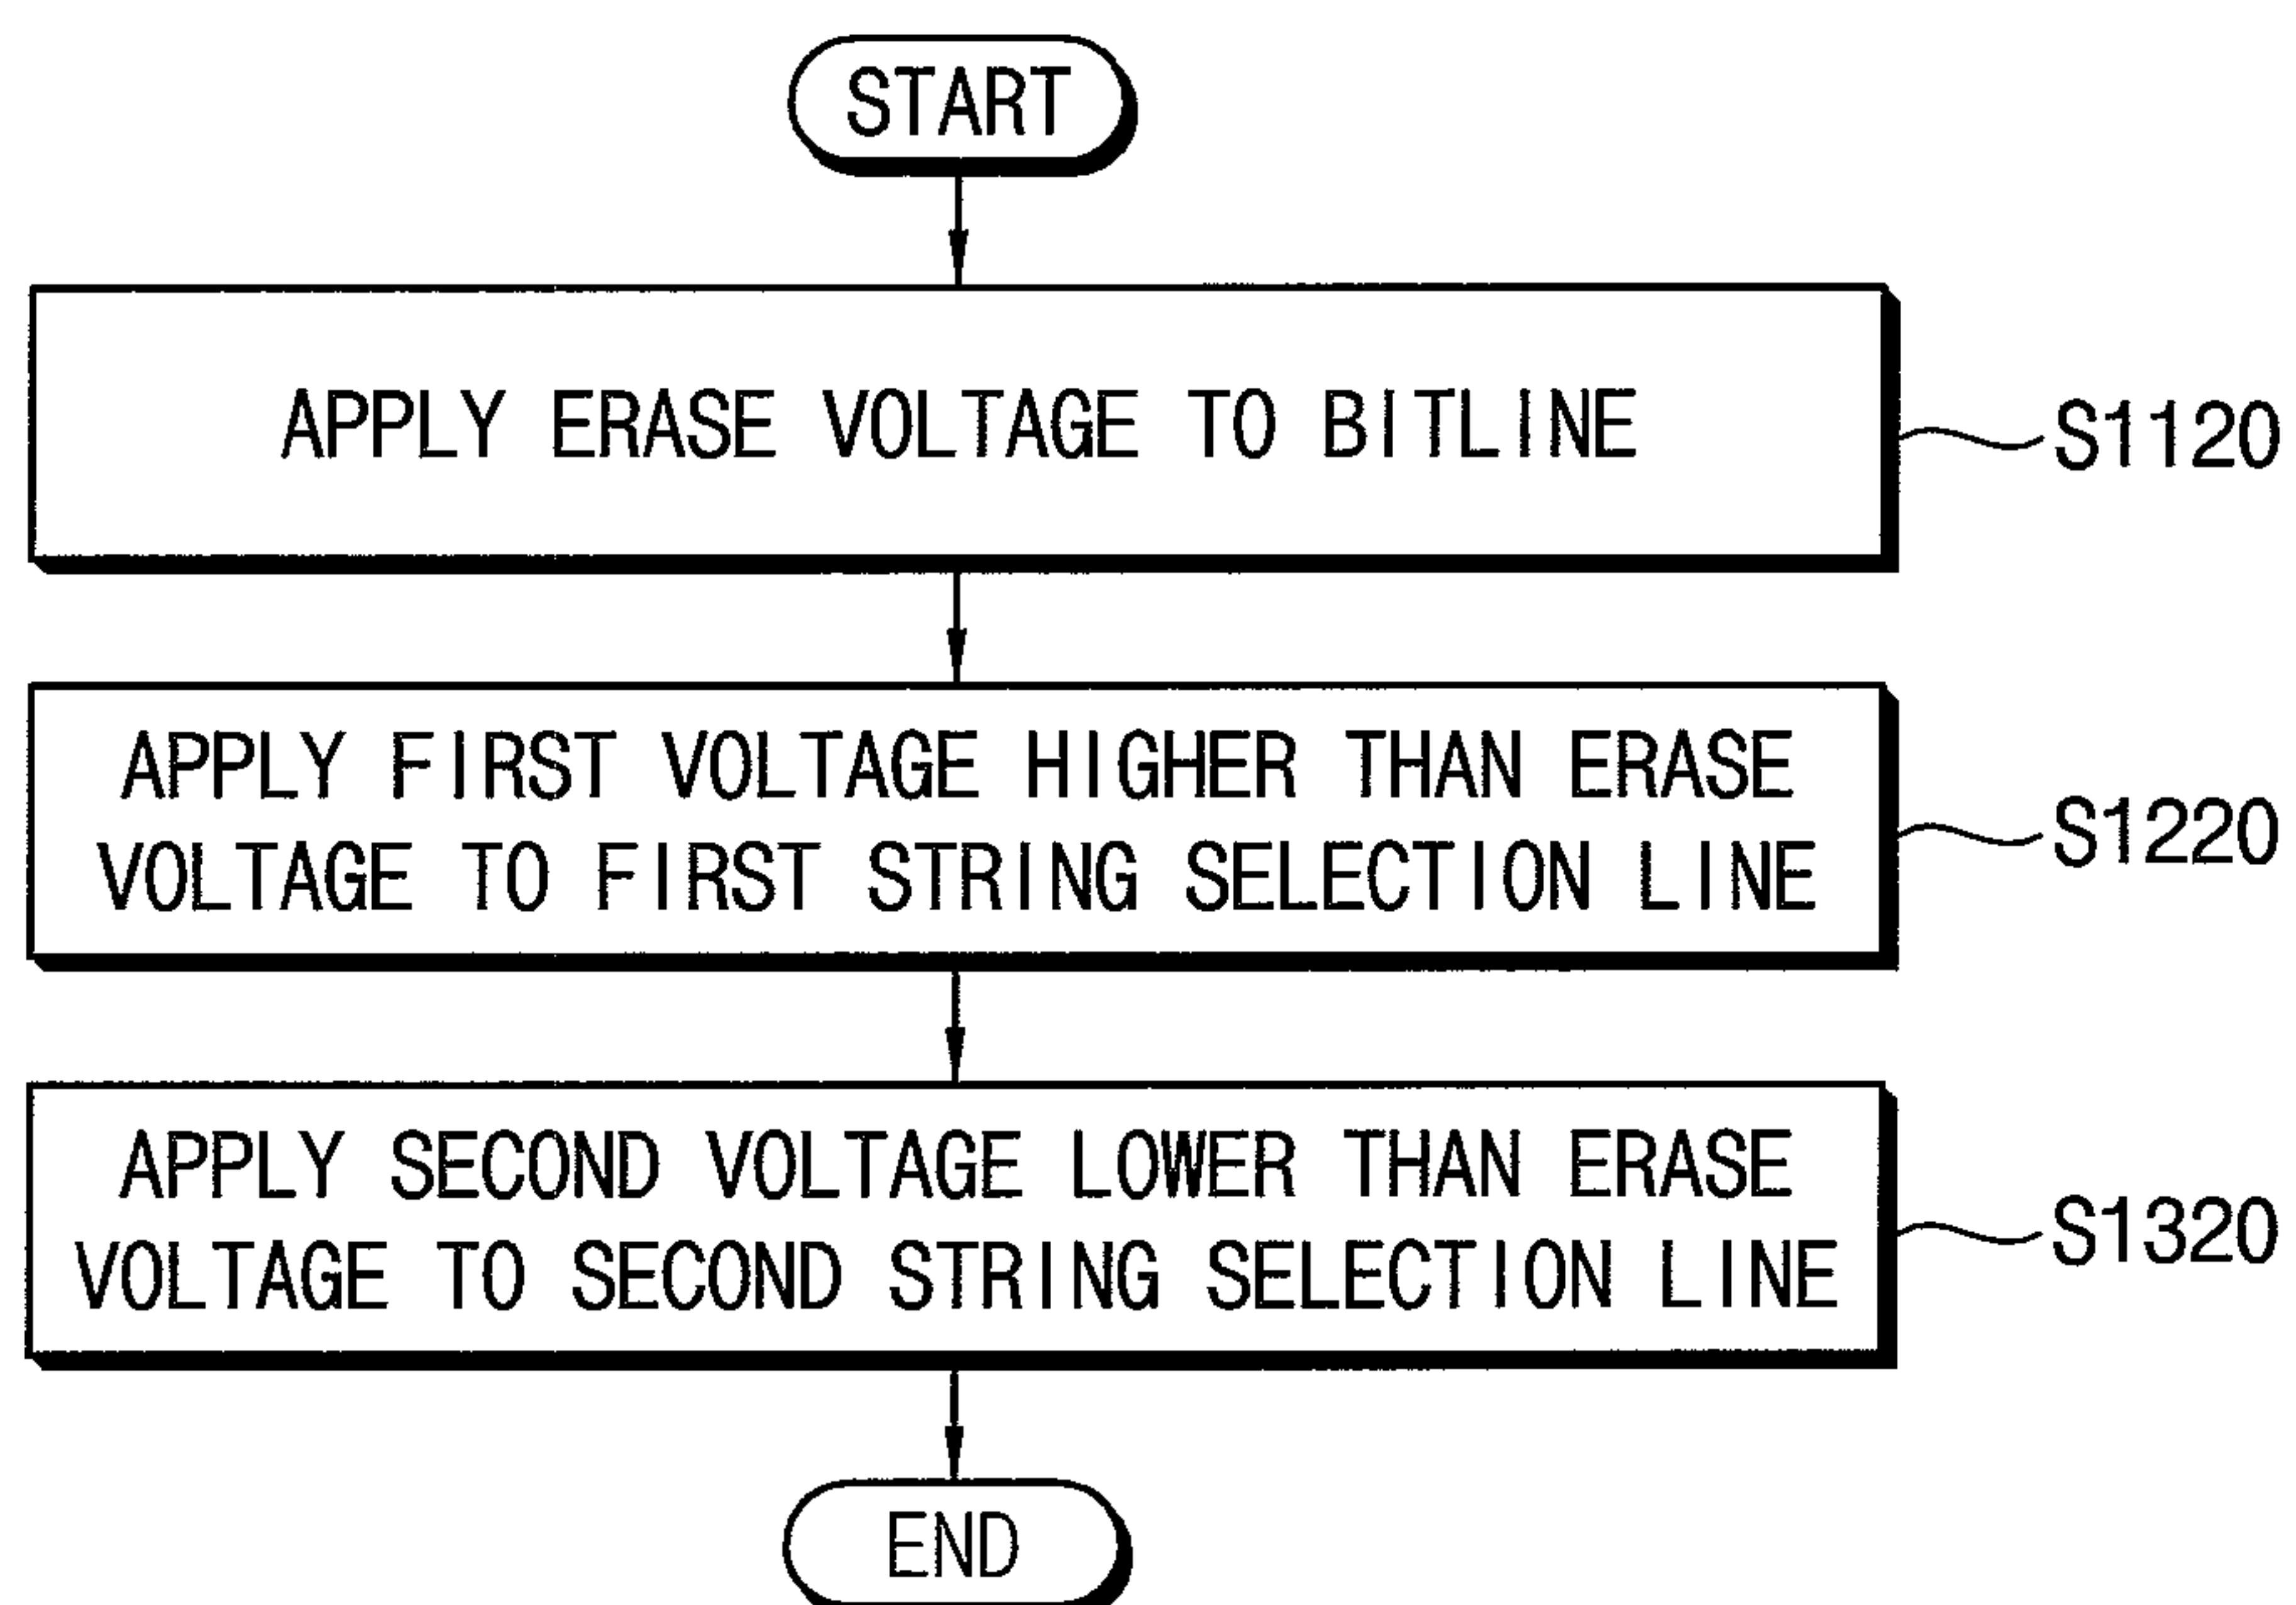 START
APPLY ERASE VOLTAGE TO BITLINE
S1120
APPLY FIRST VOLTAGE HIGHER THAN ERASE
VOLTAGE TO FIRST STRING SELECTION LINE
S1220
APPLY SECOND VOLTAGE LOWER THAN ERASE
VOLTAGE TO SECOND STRING SELECTION LINE
S1320
END